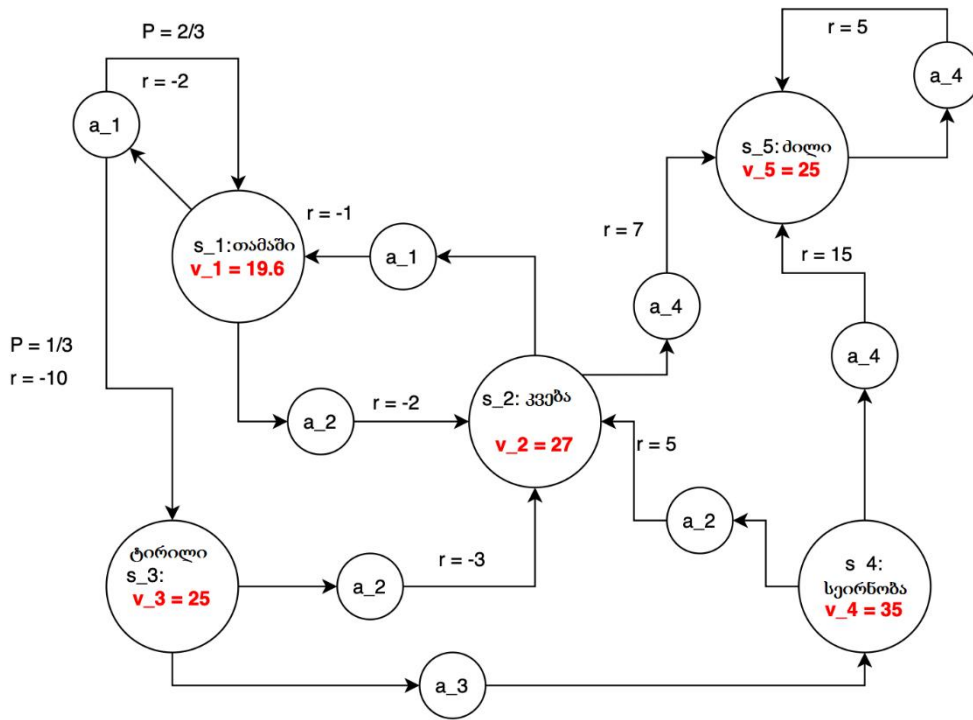 P = 2/3
r = -2
a_1
r = 5
a_4
s_5: ძილი
v_5 = 25
r = -1
s_1:თამაში
v_1 = 19.6
a_1
r = 7
r = 15
a_4
a_4
P = 1/3
r = -10
a_2
r = -2
s_2: კვება
v_2 = 27
r = 5
a_2
ტირილი
s_3:
v_3 = 25
a_2
r = -3
s 4:
სეირნობა
v_4 = 35
a_3